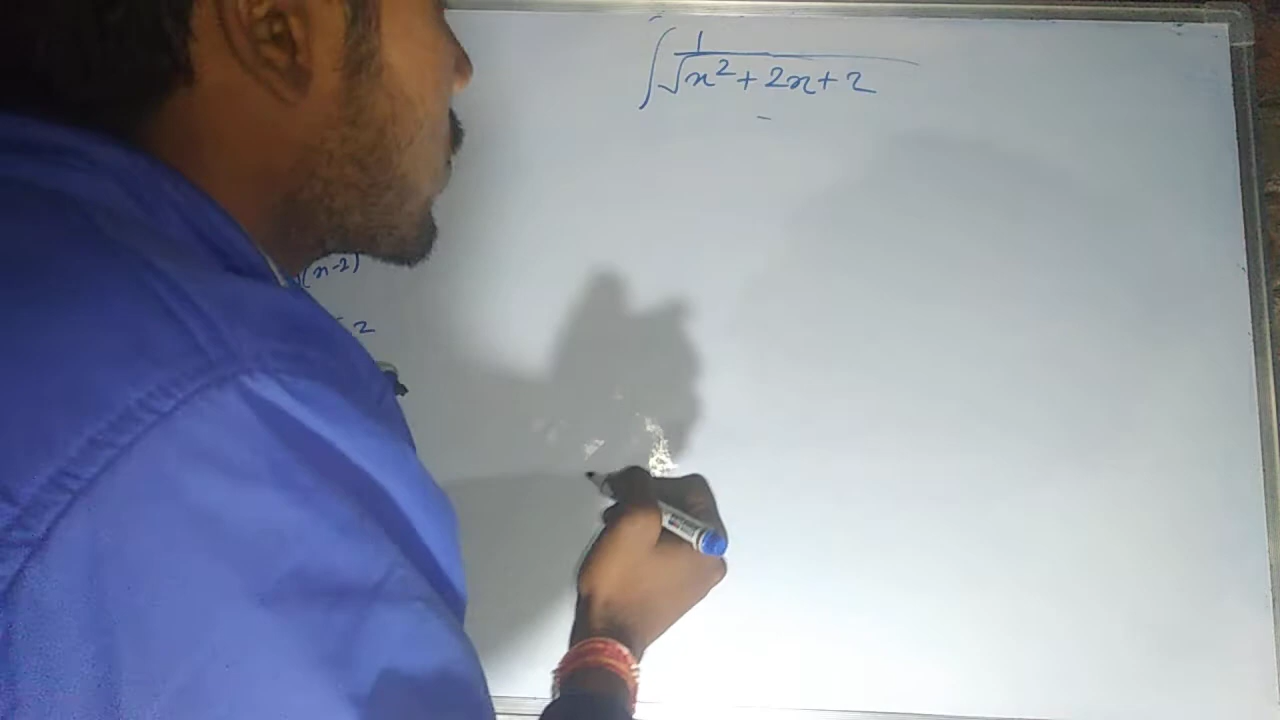 ∫ 1/√(x² + 2x + 2)
(x-2)
2